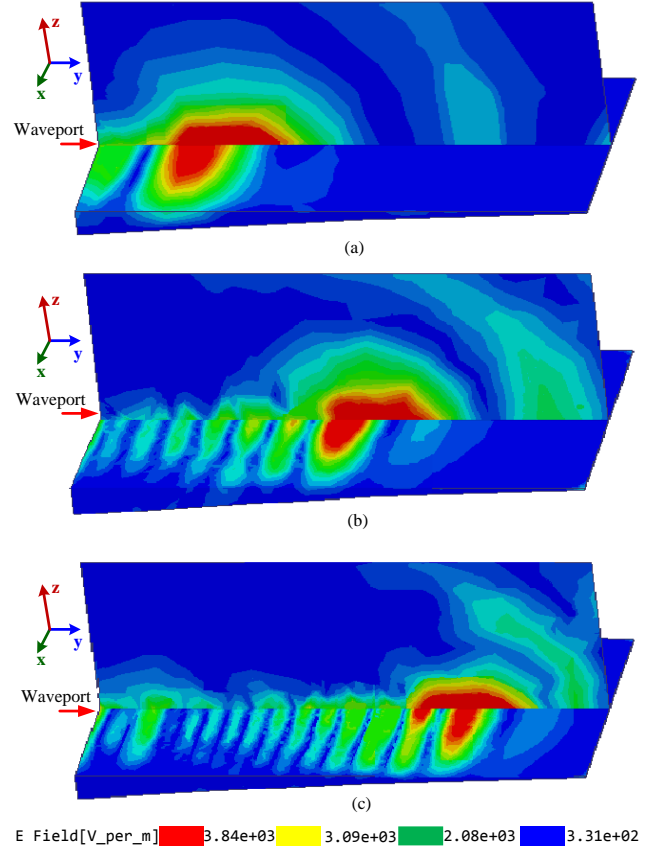 z
y
x
Waveport
(a)
z
y
x
Waveport
(b)
z
y
x
Waveport
(c)
E Field[V_per_m] 3.84e+03 3.09e+03 2.08e+03 3.31e+02